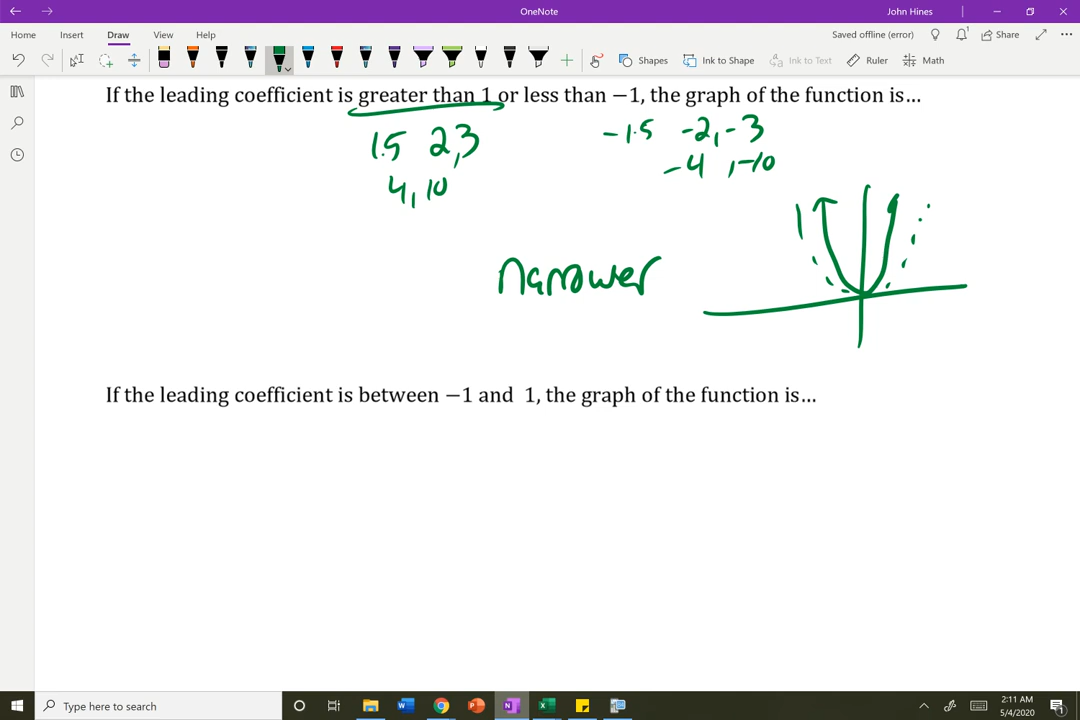 OneNote
John Hines
Home Insert Draw View Help
Saved offline (error) Share
Shapes Ink to Shape Ink to Text Ruler Math
If the leading coefficient is greater than 1 or less than −1, the graph of the function is…
1.5 2,3 -1.5 -2,-3
4,10 -4,-10
narrower
If the leading coefficient is between −1 and 1, the graph of the function is…
Type here to search
2:11 AM
5/4/2020